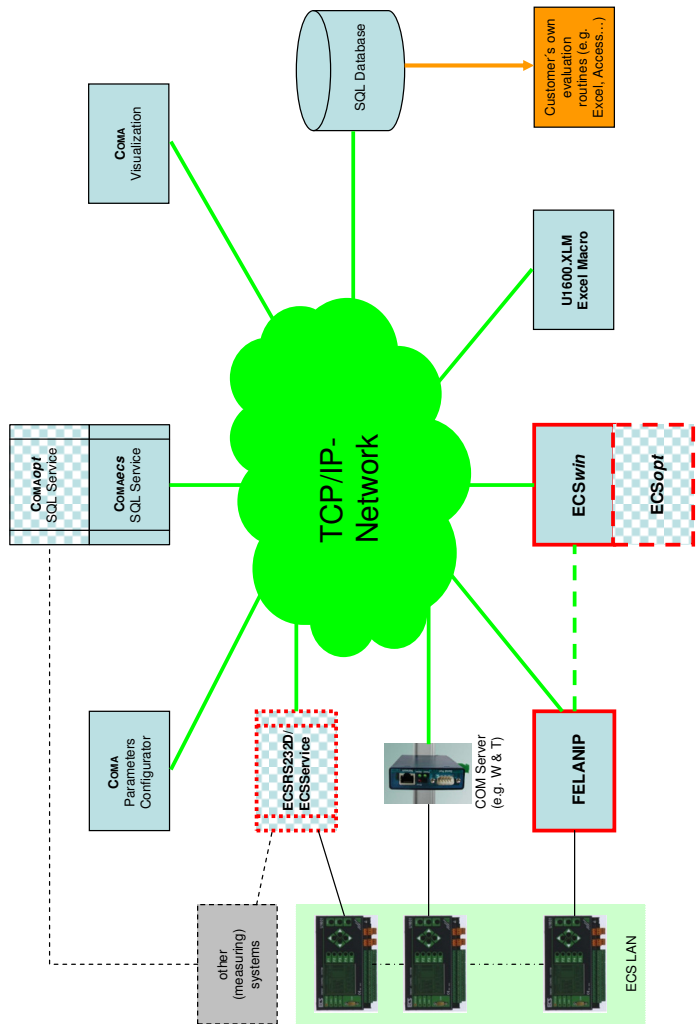 COMA
Visualization
SQL Database
Customer´s own
evaluation
routines (e.g.
Excel, Access…)
COMAopt
SQL Service
COMAecs
SQL Service
TCP/IP-
Network
U1600.XLM
Excel Macro
COMA
Parameters
Configurator
ECSRS232D/
ECSService
COM Server
(e.g. W & T)
ECSwin
ECSopt
FELANIP
other
(measuring)
systems
ECS LAN